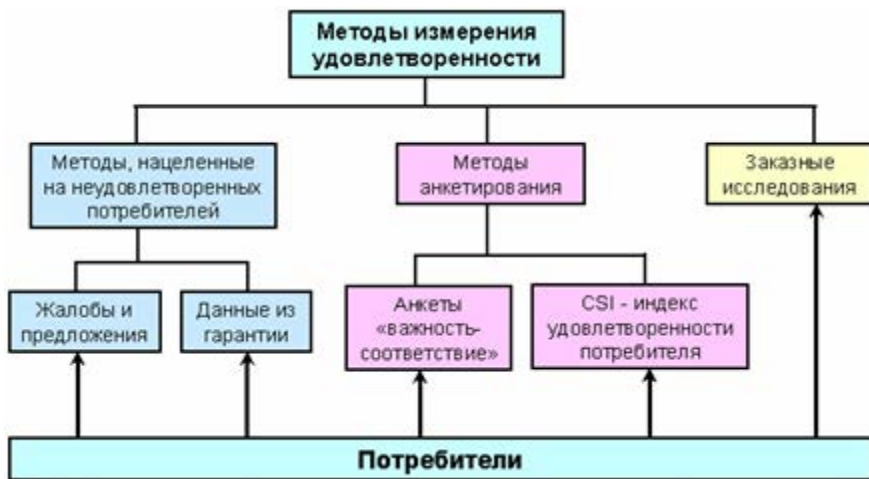 Методы измерения
удовлетворенности
Методы, нацеленные
на неудовлетворенных
потребителей
Методы
анкетирования
Заказные
исследования
Жалобы и
предложения
Данные из
гарантии
Анкеты
«важность-
соответствие»
CSI - индекс
удовлетворенности
потребителя
Потребители